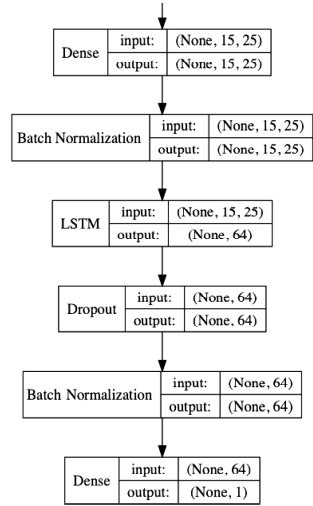 Dense input: (None, 15, 25)
output: (None, 15, 25)
Batch Normalization input: (None, 15, 25)
output: (None, 15, 25)
LSTM input: (None, 15, 25)
output: (None, 64)
Dropout input: (None, 64)
output: (None, 64)
Batch Normalization input: (None, 64)
output: (None, 64)
Dense input: (None, 64)
output: (None, 1)